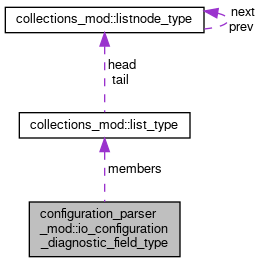 collections_mod::listnode_type
next
prev
head
tail
collections_mod::list_type
members
configuration_parser
_mod::io_configuration
_diagnostic_field_type